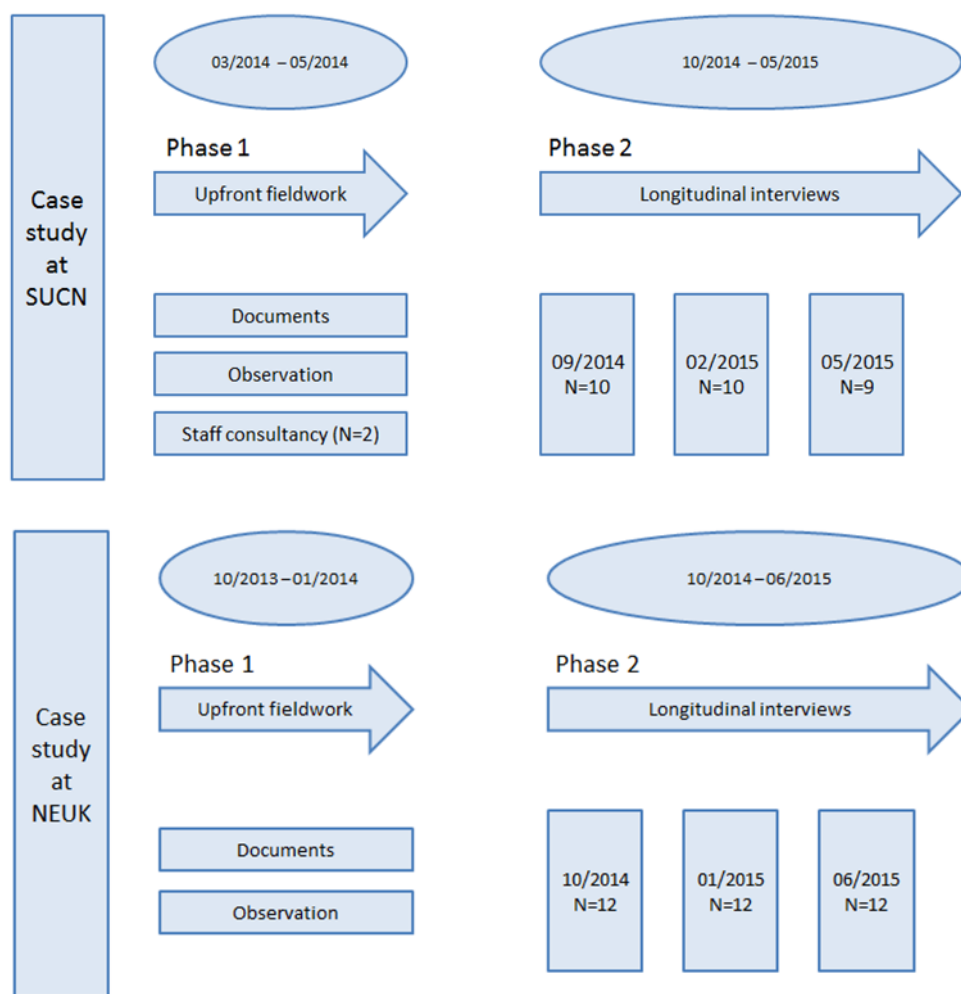 Case
study
at
SUCN
03/2014 – 05/2014
10/2014 – 05/2015
Phase 1
Phase 2
Upfront fieldwork
Longitudinal interviews
Documents
Observation
Staff consultancy (N=2)
09/2014
N=10
02/2015
N=10
05/2015
N=9
Case
study
at
NEUK
10/2013 – 01/2014
10/2014 – 06/2015
Phase 1
Phase 2
Upfront fieldwork
Longitudinal interviews
Documents
Observation
10/2014
N=12
01/2015
N=12
06/2015
N=12